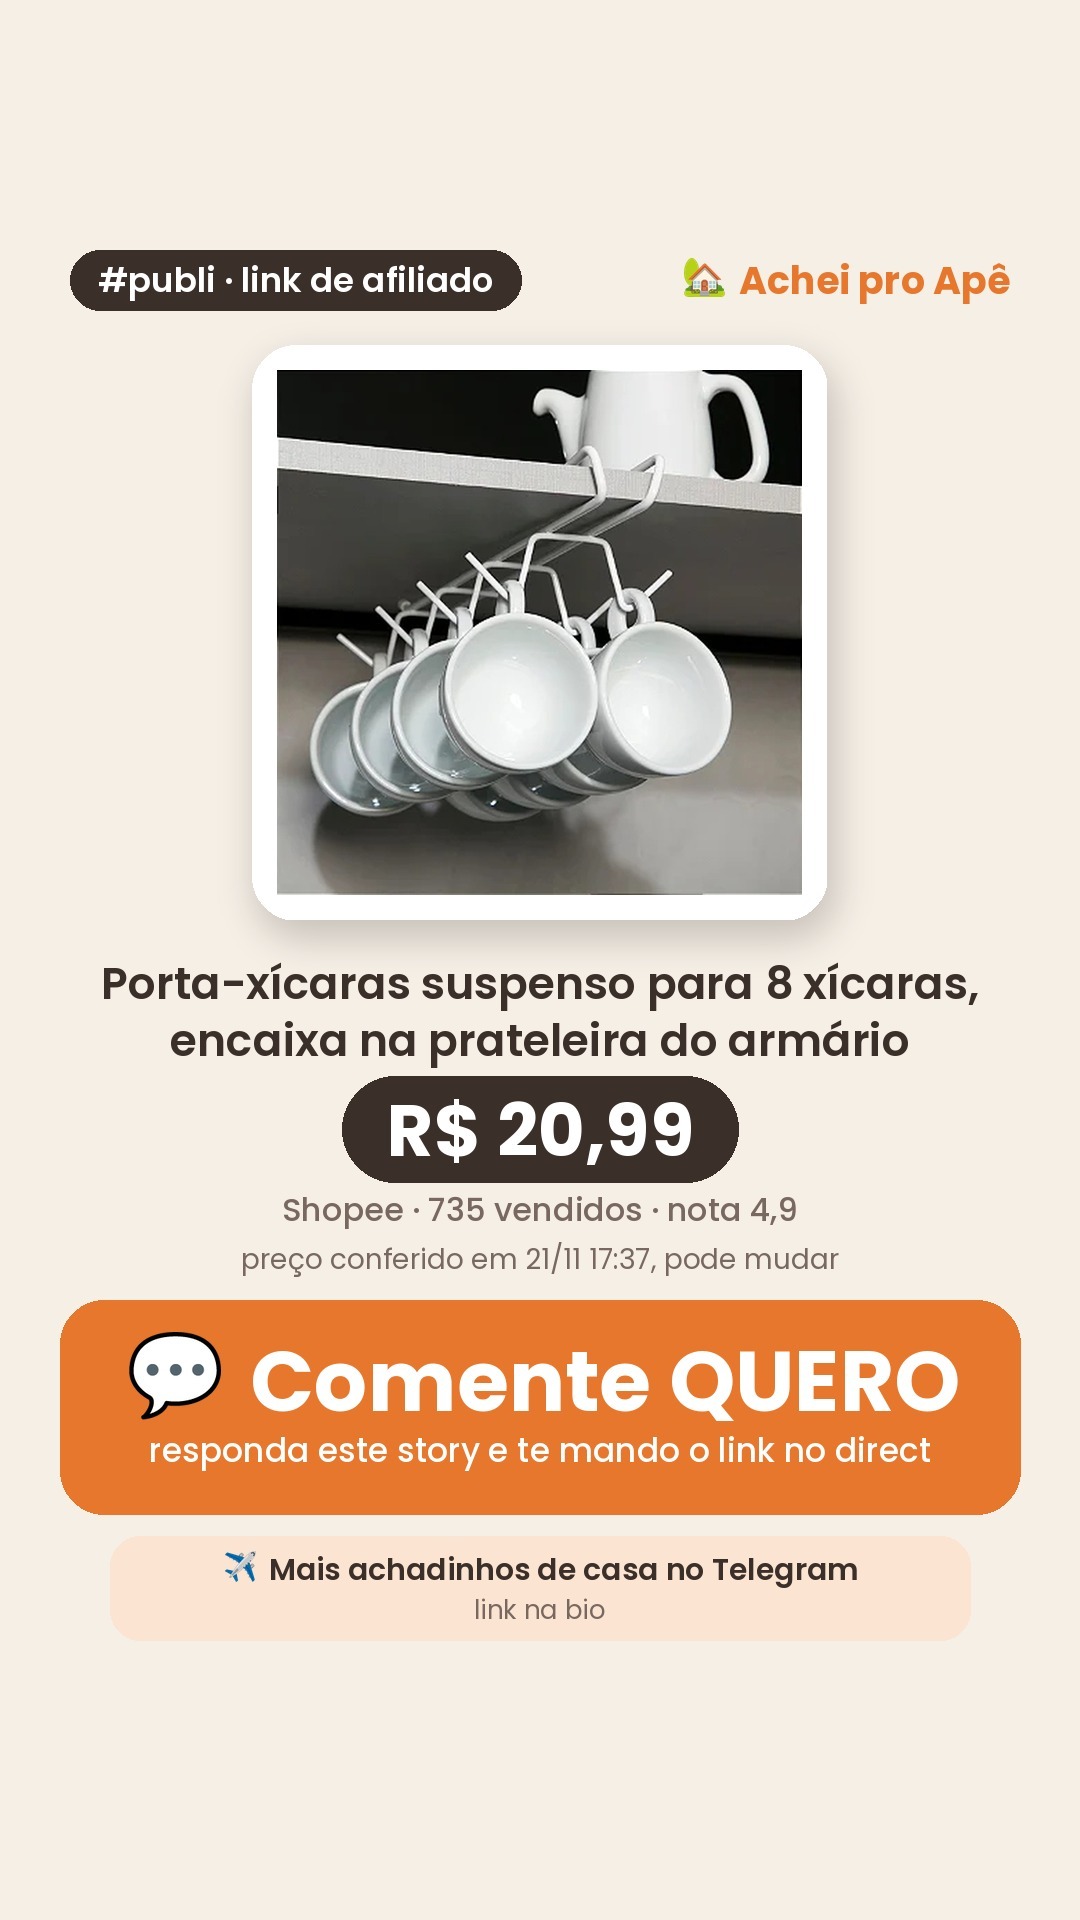 #publi · link de afiliado
Achei pro Apê
Porta-xícaras suspenso para 8 xícaras,
encaixa na prateleira do armário
R$ 20,99
Shopee · 735 vendidos · nota 4,9
preço conferido em 21/11 17:37, pode mudar
Comente QUERO
responda este story e te mando o link no direct
Mais achadinhos de casa no Telegram
link na bio